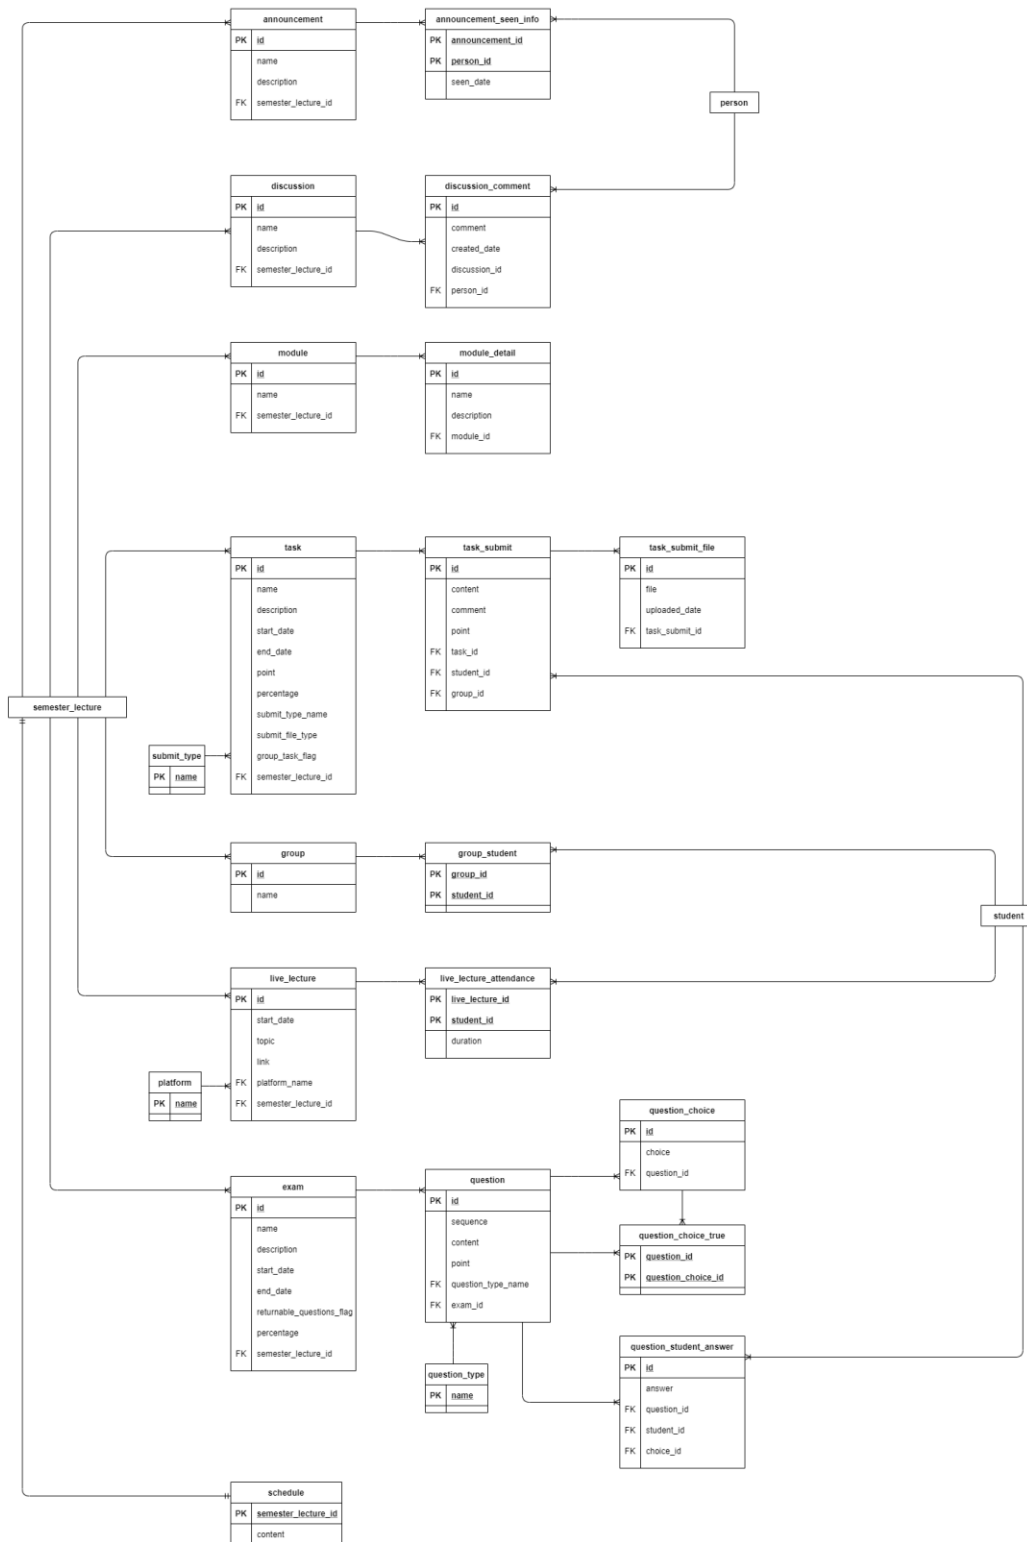 announcement
PK id
name
description
FK semester_lecture_id
announcement_seen_info
PK announcement_id
PK person_id
seen_date
person
discussion
PK id
name
description
FK semester_lecture_id
discussion_comment
PK id
comment
created_date
discussion_id
FK person_id
module
PK id
name
FK semester_lecture_id
module_detail
PK id
name
description
FK module_id
task
PK id
name
description
start_date
end_date
point
percentage
submit_type_name
submit_file_type
group_task_flag
FK semester_lecture_id
task_submit
PK id
content
comment
point
FK task_id
FK student_id
FK group_id
task_submit_file
PK id
file
uploaded_date
FK task_submit_id
semester_lecture
submit_type
PK name
group
PK id
name
group_student
PK group_id
PK student_id
student
live_lecture
PK id
start_date
topic
link
FK platform_name
FK semester_lecture_id
live_lecture_attendance
PK live_lecture_id
PK student_id
duration
platform
PK name
question_choice
PK id
choice
FK question_id
exam
PK id
name
description
start_date
end_date
returnable_questions_flag
percentage
FK semester_lecture_id
question
PK id
sequence
content
point
FK question_type_name
FK exam_id
question_choice_true
PK question_id
PK question_choice_id
question_type
PK name
question_student_answer
PK id
answer
FK question_id
FK student_id
FK choice_id
schedule
PK semester_lecture_id
content